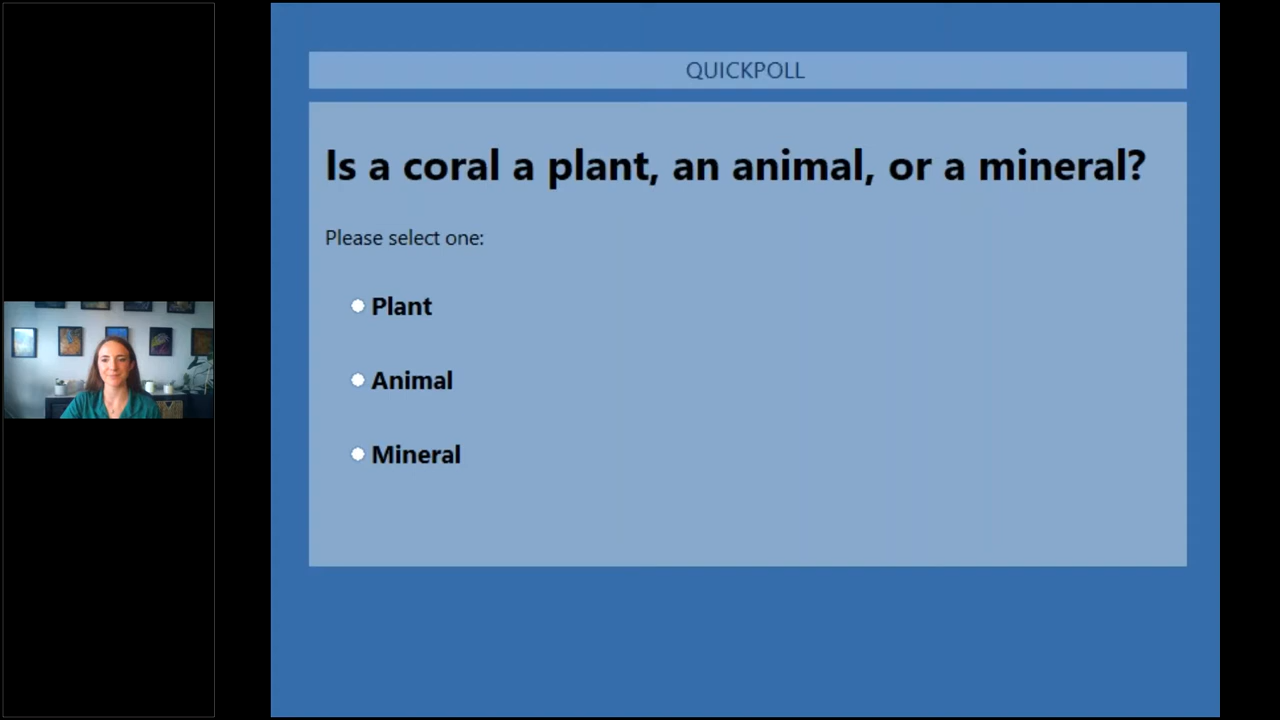 QUICKPOLL
Is a coral a plant, an animal, or a mineral?
Please select one:
Plant
Animal
Mineral